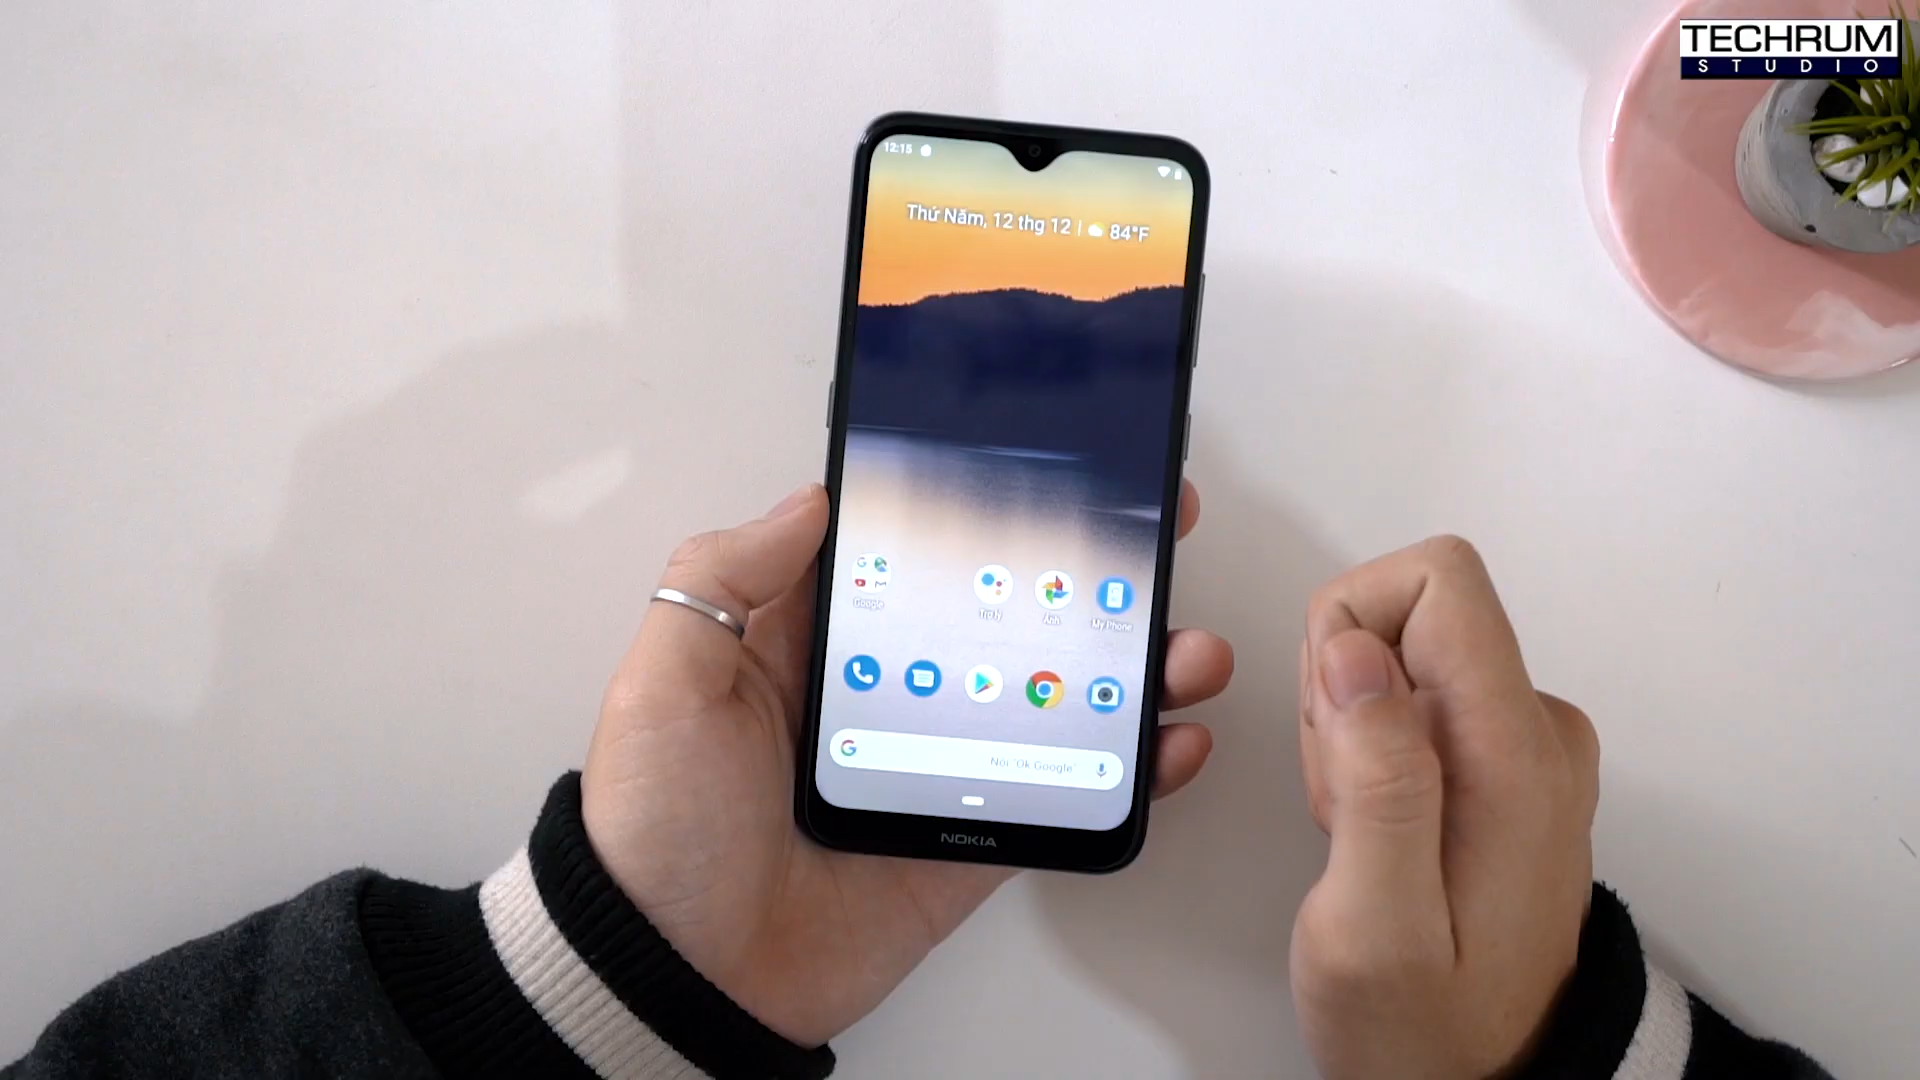 TECHRUM
STUDIO
12:15
Thứ Năm, 12 thg 12 | 84°F
Google
Trợ lý
Ảnh
My Phone
G
Nói "Ok Google"
NOKIA